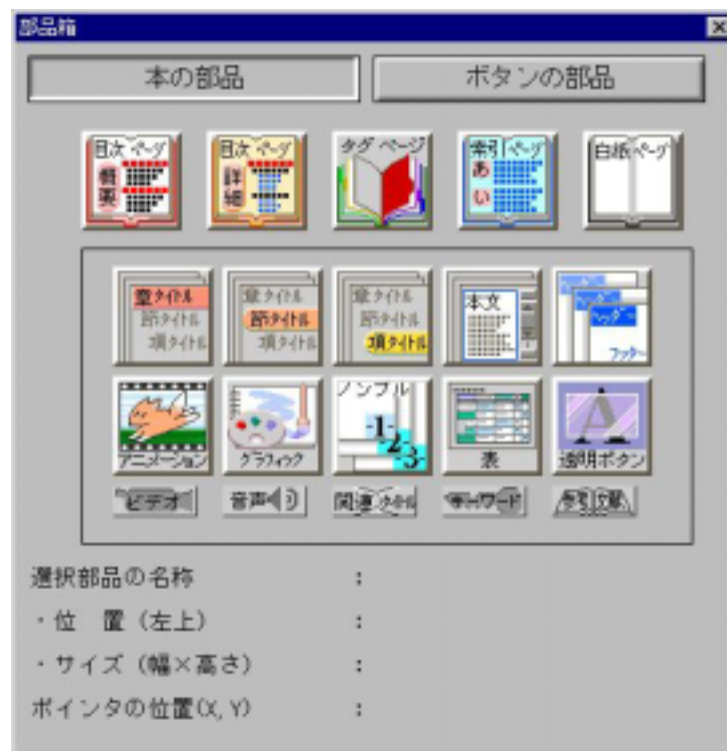 部品箱
本の部品
ボタンの部品
目次 ページ
概要
目次 ページ
詳細
タグ ページ
索引 ページ
あ
い
白紙 ページ
章タイトル
節タイトル
項タイトル
章タイトル
節タイトル
項タイトル
章タイトル
節タイトル
項タイトル
本文
ヘッダー
ヘッダー
ヘッダー
フッター
アニメーション
グラフィック
ノンブル
-1-
-2-
-3-
表
透明ボタン
ビデオ
音声
関連タイトル
キーワード
選択部品の名称 :
・位 置(左上) :
・サイズ(幅×高さ) :
ポインタの位置(X, Y) :